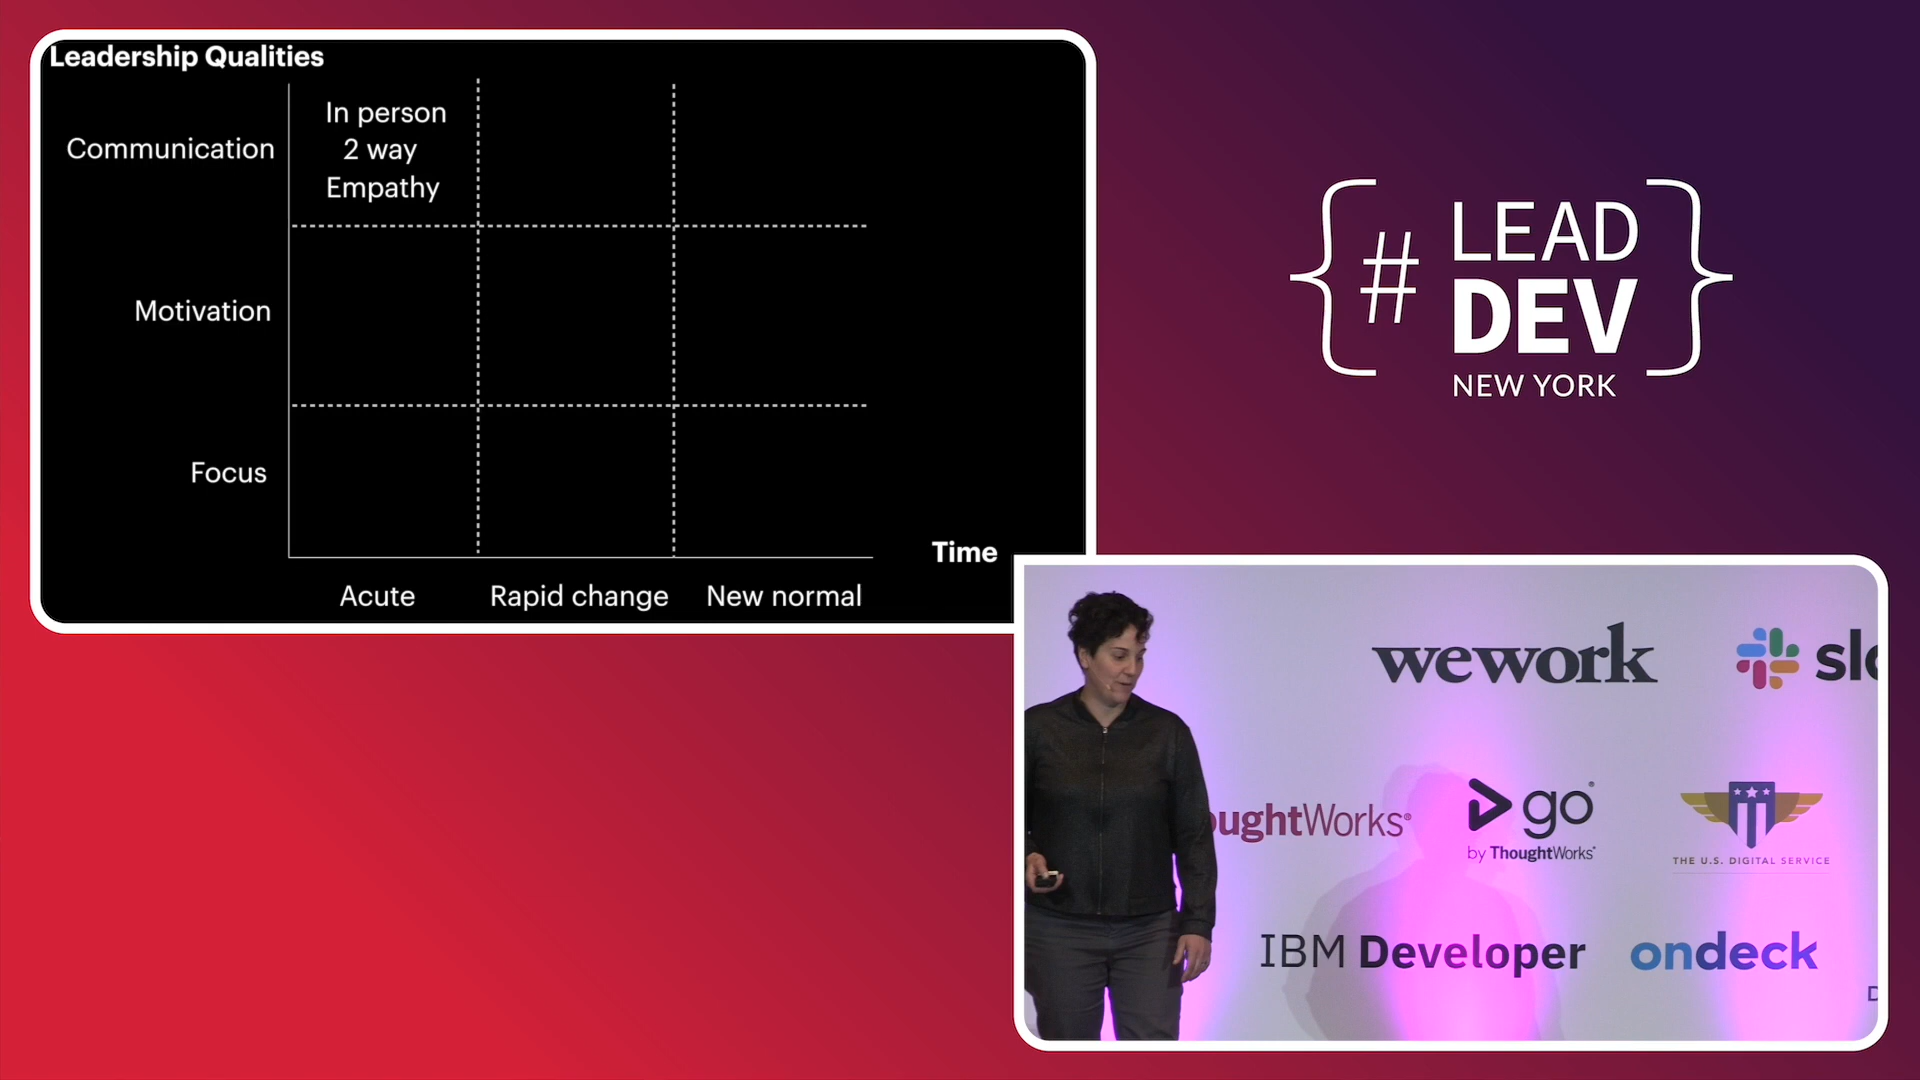 Leadership Qualities
Communication
In person
2 way
Empathy
Motivation
Focus
Time
Acute
Rapid change
New normal
{# LEAD
DEV}
NEW YORK
wework
ughtWorks®
go®
by ThoughtWorks®
THE U.S. DIGITAL SERVICE
IBM Developer
ondeck